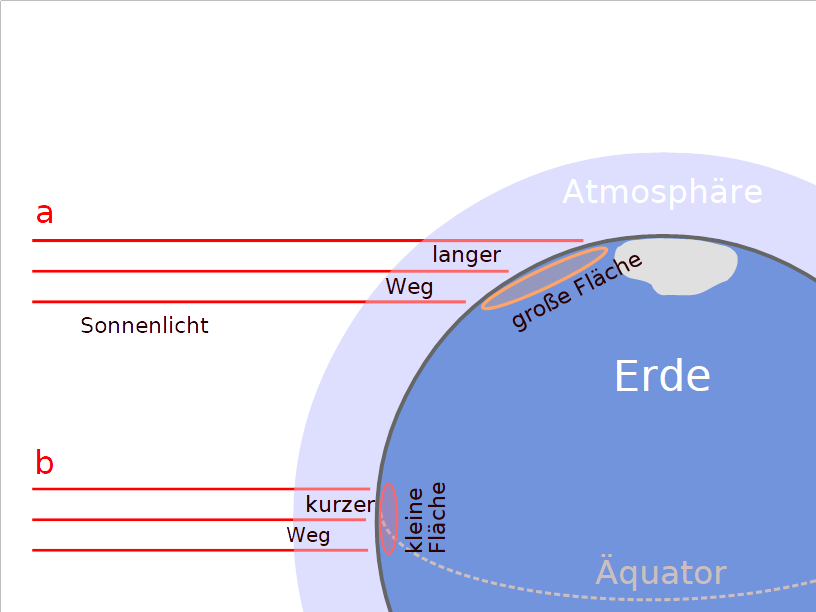 Atmosphäre
a
langer
Weg
große Fläche
Sonnenlicht
Erde
b
kurzer
Weg
kleine
Fläche
Äquator